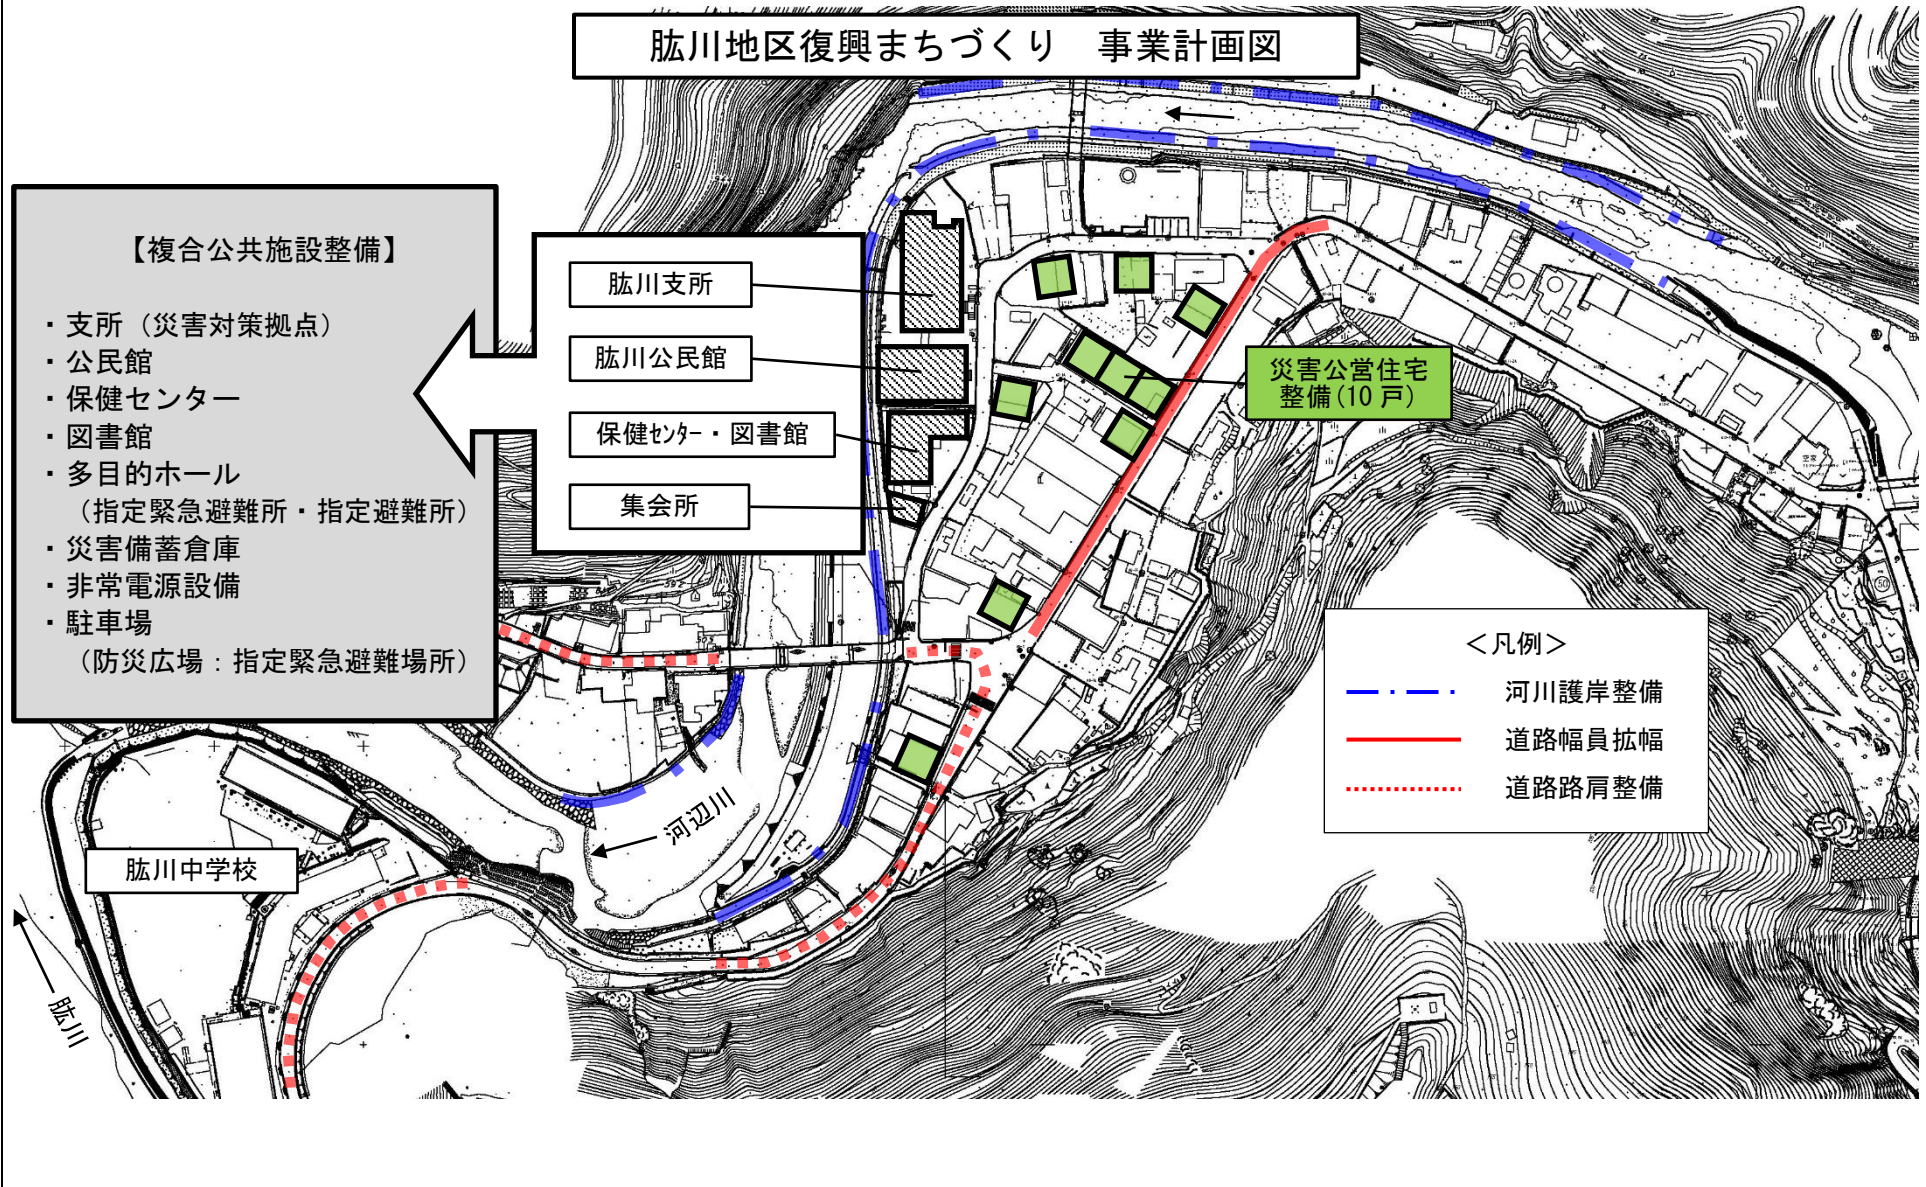 肱川地区復興まちづくり　事業計画図
【複合公共施設整備】
・支所（災害対策拠点）
・公民館
・保健センター
・図書館
・多目的ホール
（指定緊急避難所・指定避難所）
・災害備蓄倉庫
・非常電源設備
・駐車場
（防災広場：指定緊急避難場所）
肱川支所
肱川公民館
保健ｾﾝﾀｰ・図書館
集会所
災害公営住宅
整備(10戸)
＜凡例＞
河川護岸整備
道路幅員拡幅
道路路肩整備
河辺川
肱川中学校
肱川